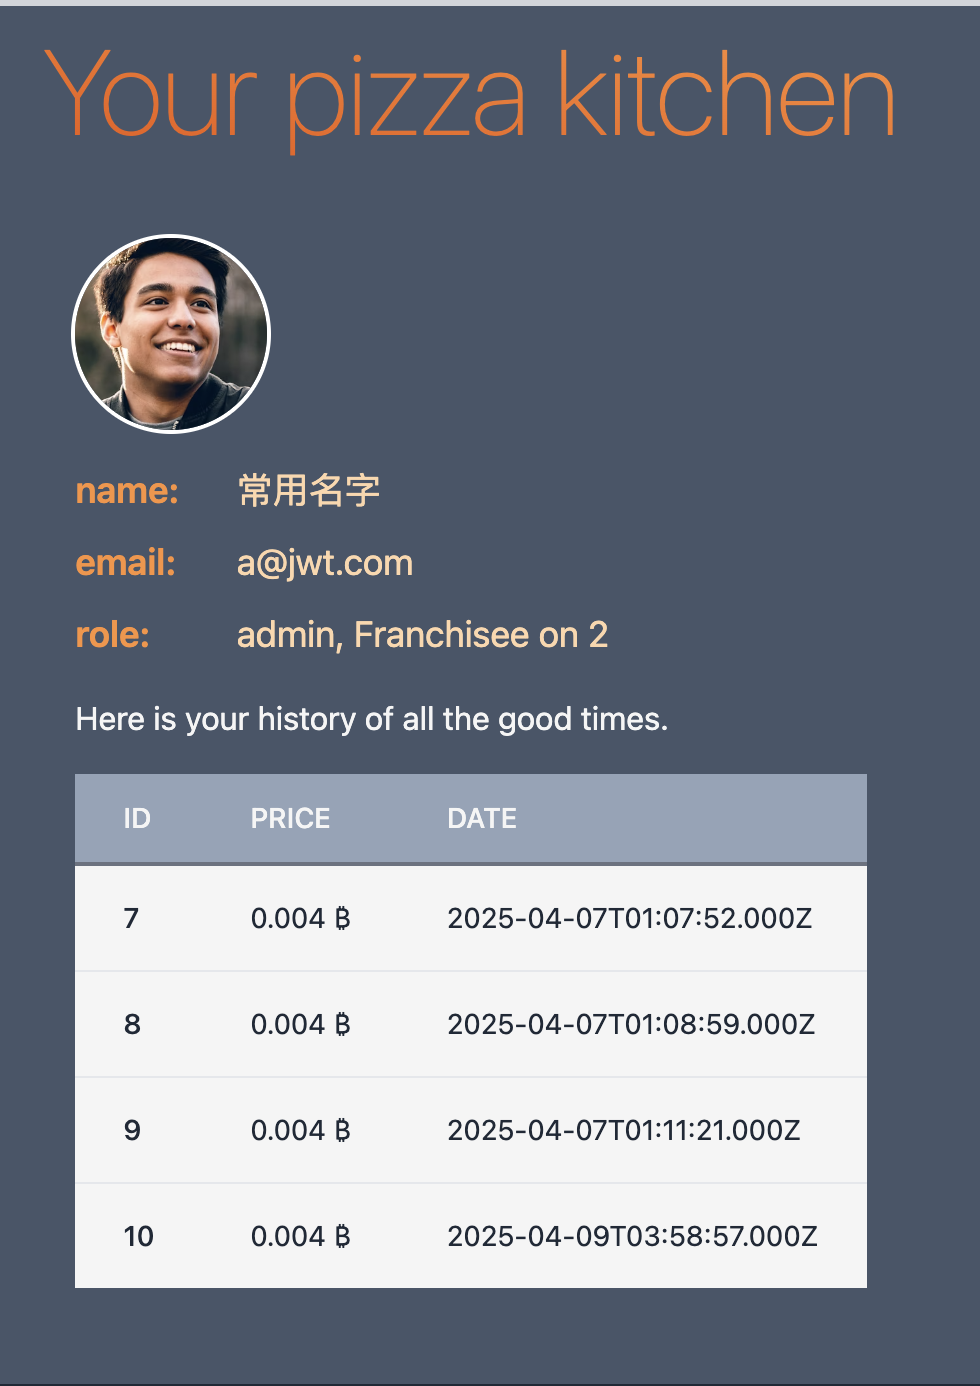 Your pizza kitchen
name: 常用名字
email: a@jwt.com
role: admin, Franchisee on 2
Here is your history of all the good times.
ID PRICE DATE
7 0.004 ₿ 2025-04-07T01:07:52.000Z
8 0.004 ₿ 2025-04-07T01:08:59.000Z
9 0.004 ₿ 2025-04-07T01:11:21.000Z
10 0.004 ₿ 2025-04-09T03:58:57.000Z